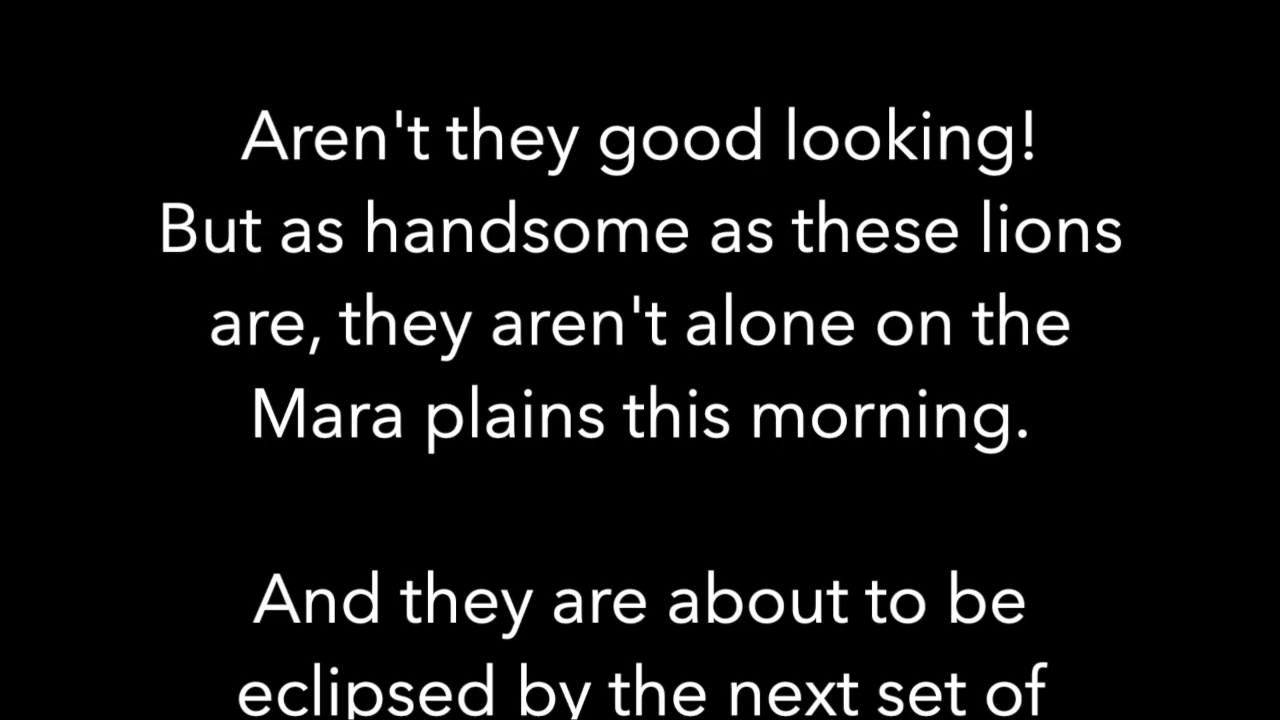 Aren't they good looking!
But as handsome as these lions
are, they aren't alone on the
Mara plains this morning.
And they are about to be
eclipsed by the next set of